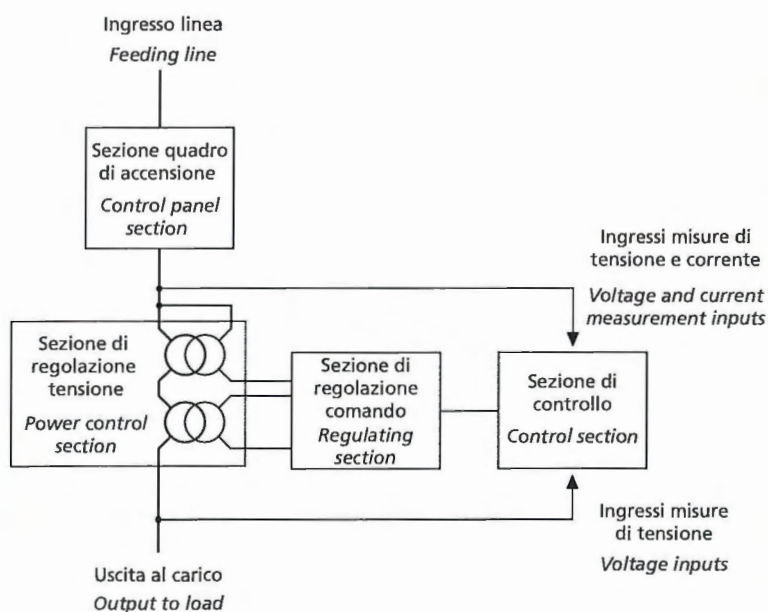 Ingresso linea
Feeding line
Sezione quadro
di accensione
Control panel
section
Ingressi misure di
tensione e corrente
Voltage and current
measurement inputs
Sezione di
regolazione
tensione
Power control
section
Sezione di
regolazione
comando
Regulating
section
Sezione di
controllo
Control section
Ingressi misure
di tensione
Voltage inputs
Uscita al carico
Output to load